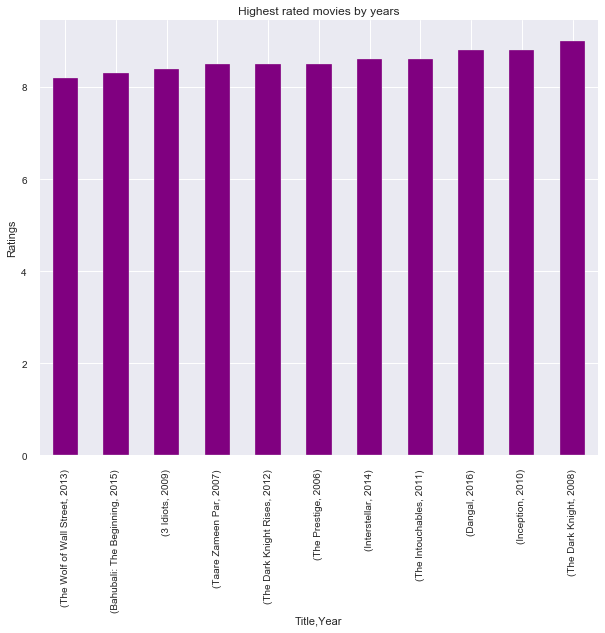 Highest rated movies by years
Ratings
8
6
4
2
0
(The Wolf of Wall Street, 2013)
(Bahubali: The Beginning, 2015)
(3 Idiots, 2009)
(Taare Zameen Par, 2007)
(The Dark Knight Rises, 2012)
(The Prestige, 2006)
(Interstellar, 2014)
(The Intouchables, 2011)
(Dangal, 2016)
(Inception, 2010)
(The Dark Knight, 2008)
Title,Year